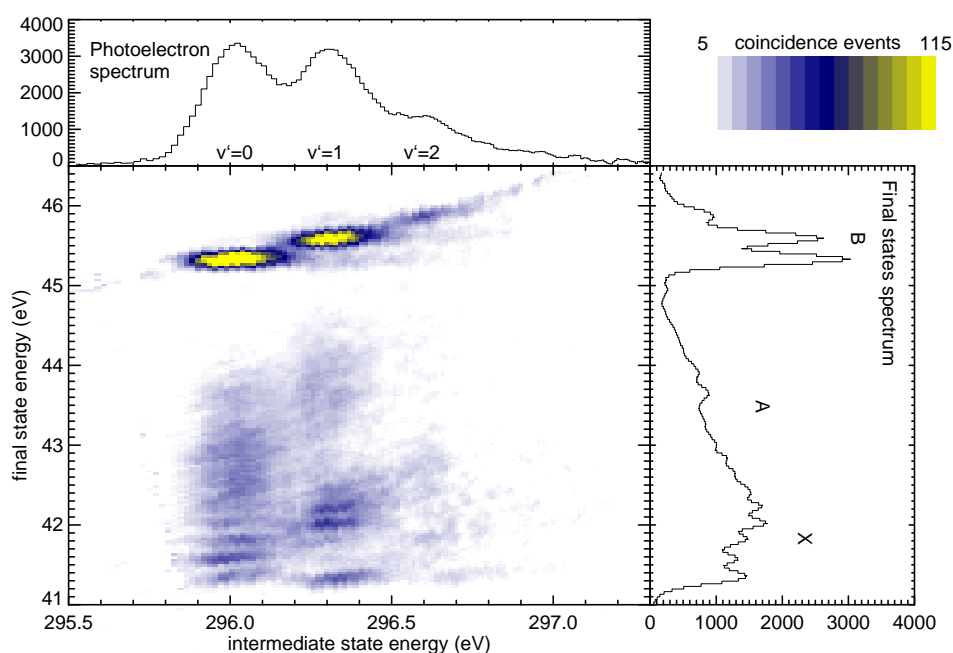 4000
3000
2000
1000
0
Photoelectron
spectrum
v'=0 v'=1 v'=2
5 coincidence events 115
46
45
44
43
42
41
final state energy (eV)
295.5 296.0 296.5 297.0
intermediate state energy (eV)
Final states spectrum
B
A
X
0 1000 2000 3000 4000